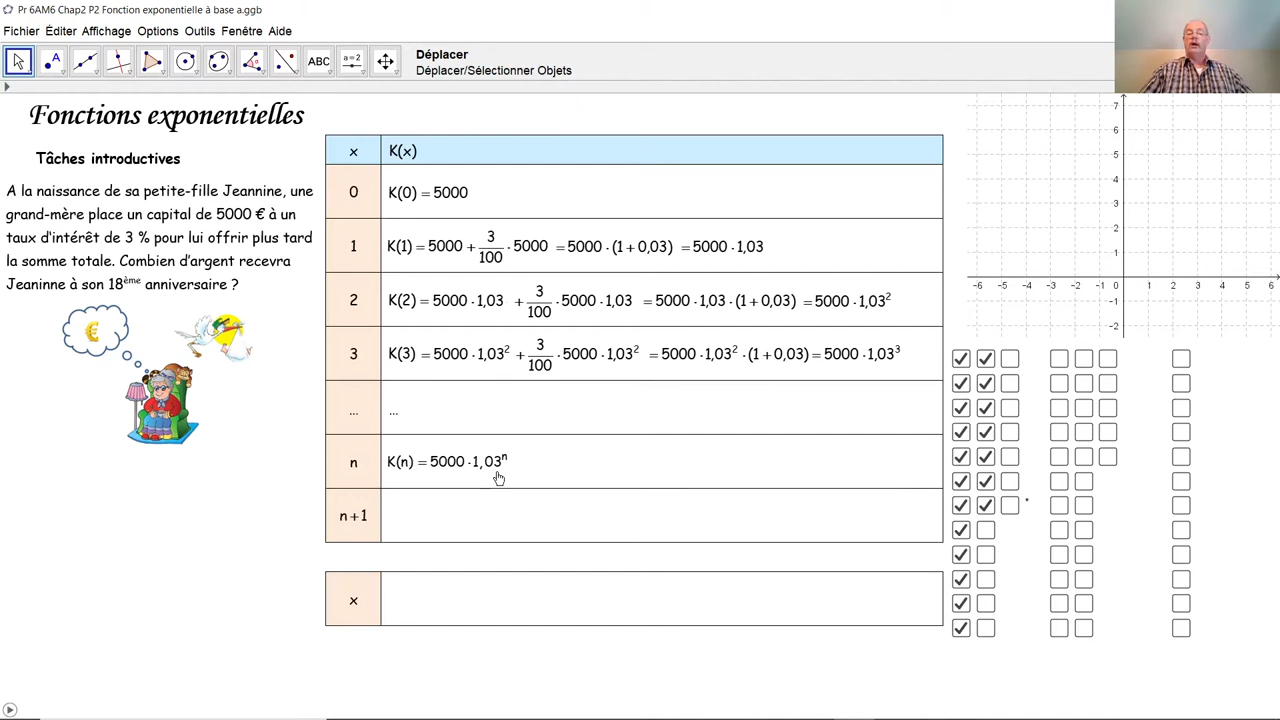 Pr 6AM6 Chap2 P2 Fonction exponentielle à base a.ggb
Fichier Éditer Affichage Options Outils Fenêtre Aide
ABC a=2
Déplacer
Déplacer/Sélectionner Objets
Fonctions exponentielles
Tâches introductives
A la naissance de sa petite-fille Jeannine, une
grand-mère place un capital de 5000 € à un
taux d'intérêt de 3 % pour lui offrir plus tard
la somme totale. Combien d'argent recevra
Jeaninne à son 18ème anniversaire ?
€
x K(x)
0 K(0) = 5000
1 K(1) = 5000 + 3/100 · 5000 = 5000 · (1 + 0,03) = 5000 · 1,03
2 K(2) = 5000 · 1,03 + 3/100 · 5000 · 1,03 = 5000 · 1,03 · (1 + 0,03) = 5000 · 1,03²
3 K(3) = 5000 · 1,03² + 3/100 · 5000 · 1,03² = 5000 · 1,03² · (1 + 0,03) = 5000 · 1,03³
... ...
n K(n) = 5000 · 1,03ⁿ
n + 1
x
7
6
5
4
3
2
1
-6 -5 -4 -3 -2 -1 0 1 2 3 4 5 6
-1
-2